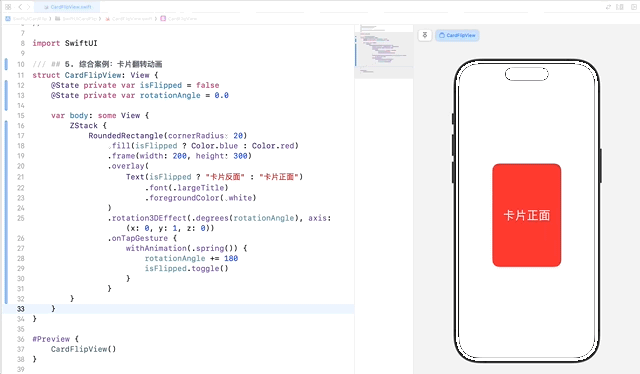 CardFlipView.swift
7
8 import SwiftUI
9
10 /// ## 5. 综合案例：卡片翻转动画
11 struct CardFlipView: View {
12 @State private var isFlipped = false
13 @State private var rotationAngle = 0.0
14
15 var body: some View {
16 ZStack {
17 RoundedRectangle(cornerRadius: 20)
18 .fill(isFlipped ? Color.blue : Color.red)
19 .frame(width: 200, height: 300)
20 .overlay(
21 Text(isFlipped ? "卡片反面" : "卡片正面")
22 .font(.largeTitle)
23 .foregroundColor(.white)
24 )
25 .rotation3DEffect(.degrees(rotationAngle), axis:
(x: 0, y: 1, z: 0))
26 .onTapGesture {
27 withAnimation(.spring()) {
28 rotationAngle += 180
29 isFlipped.toggle()
30 }
31 }
32 }
33 }
34 }
35
36 #Preview {
37 CardFlipView()
38 }
39
CardFlipView
卡片正面